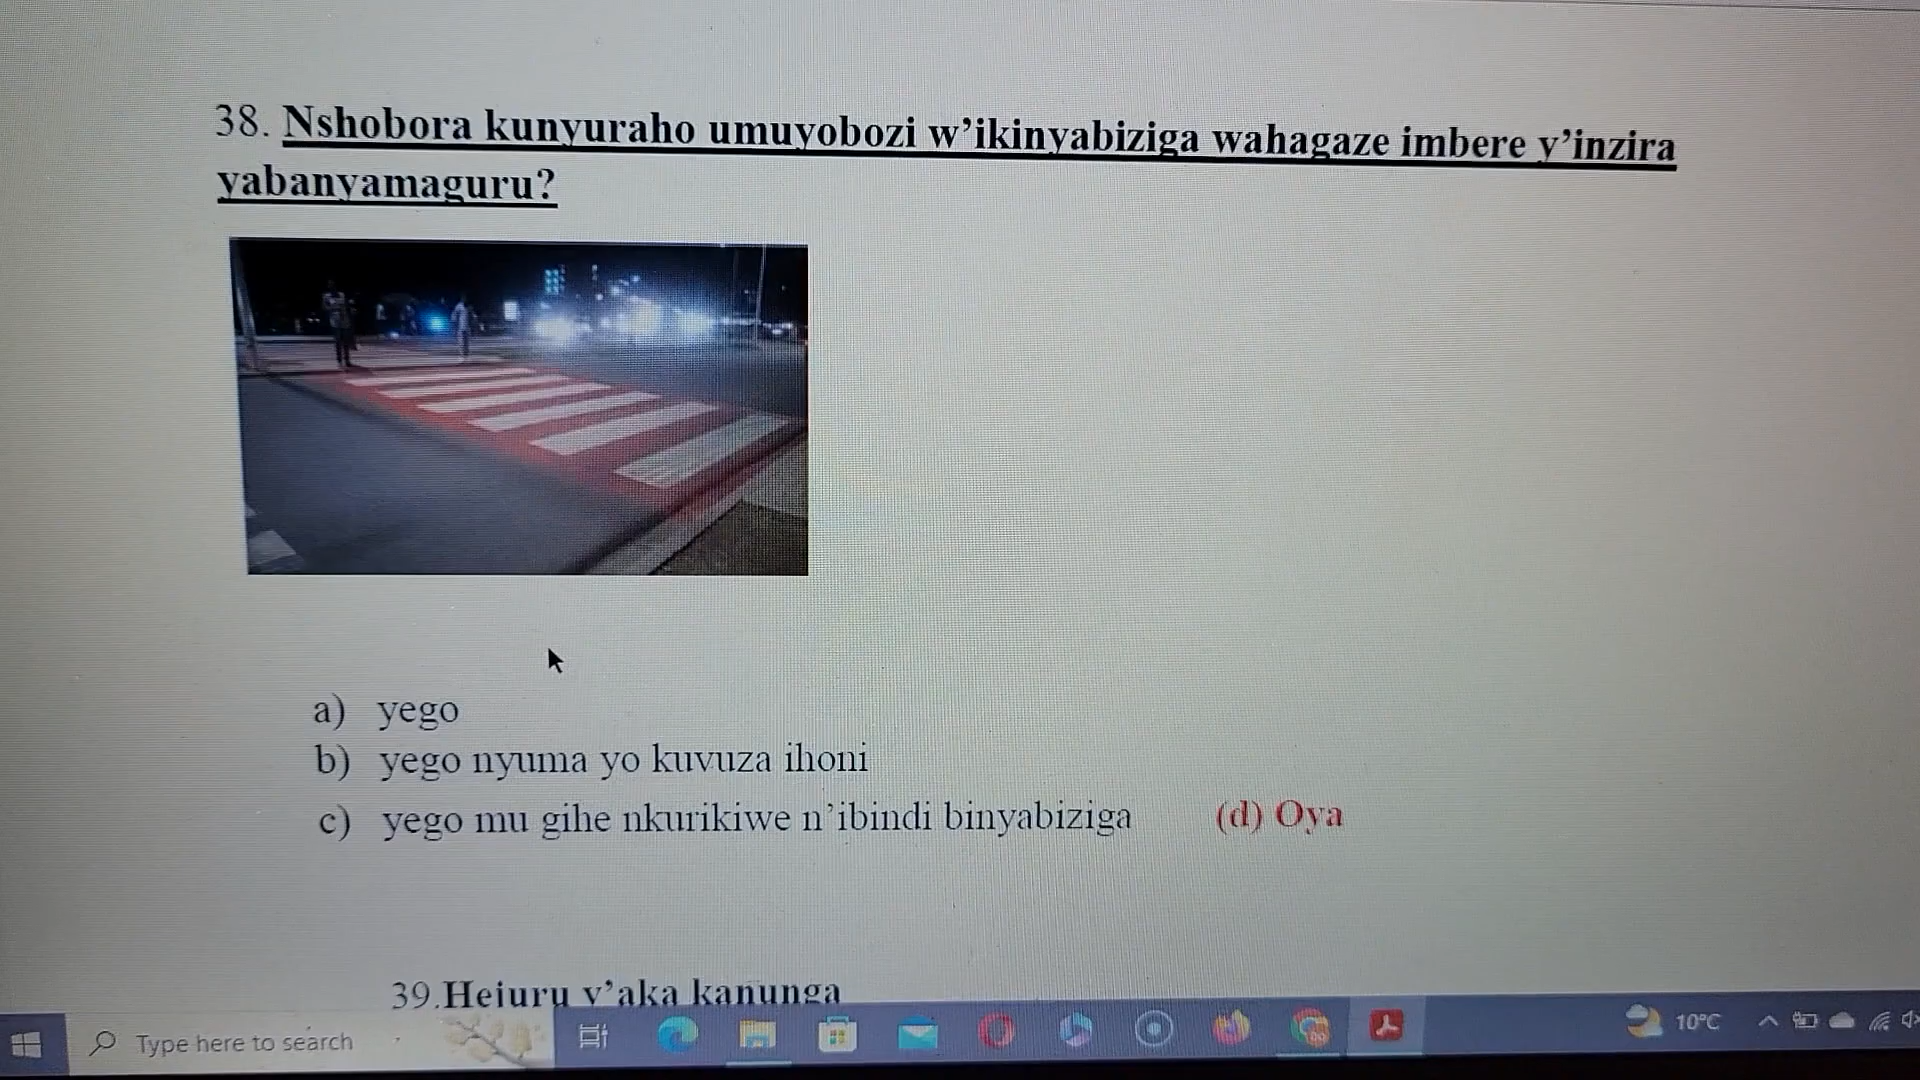 38. Nshobora kunyuraho umuyobozi w’ikinyabiziga wahagaze imbere y’inzira
yabanyamaguru?
a) yego
b) yego nyuma yo kuvuza ihoni
c) yego mu gihe nkurikiwe n’ibindi binyabiziga (d) Oya
39.Hejuru y’aka kanunga
Type here to search
10°C